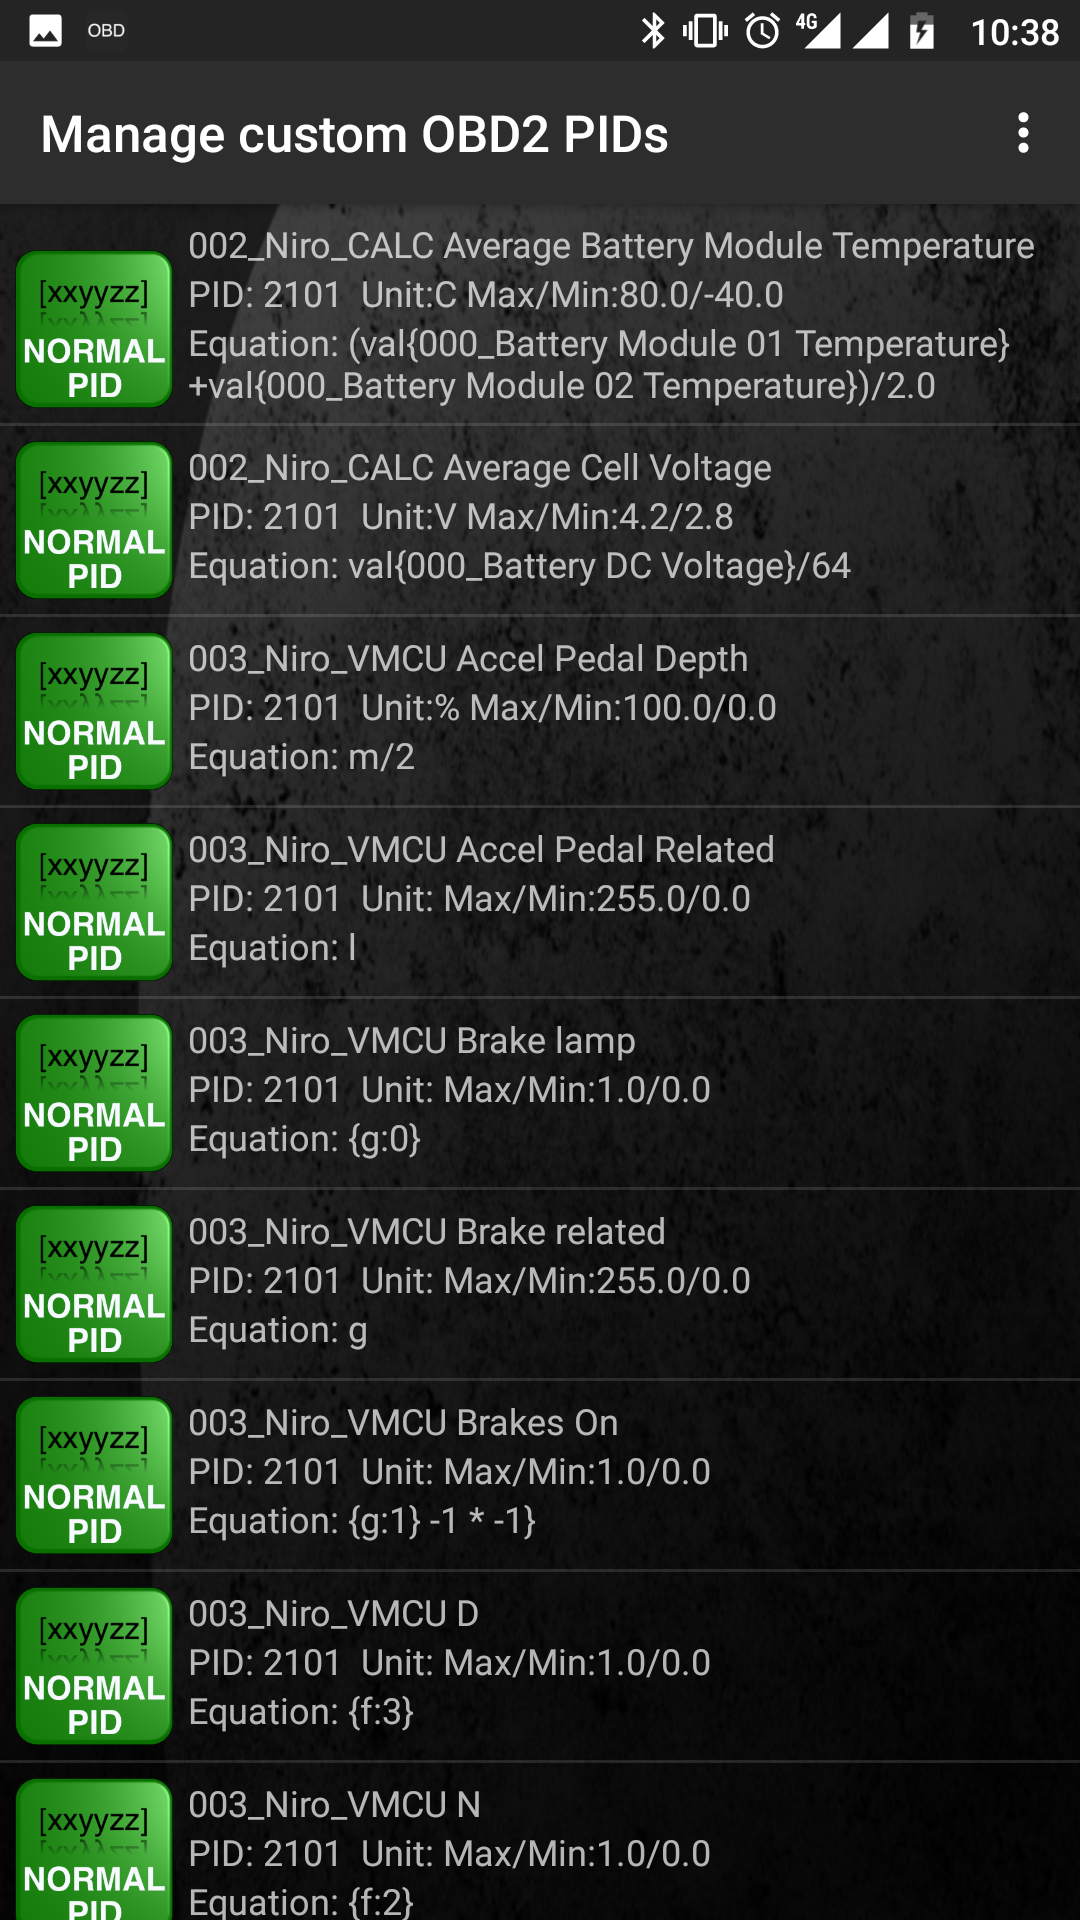 OBD 4G 10:38
Manage custom OBD2 PIDs
[xxyyzz]
NORMAL
PID
002_Niro_CALC Average Battery Module Temperature
PID: 2101  Unit:C Max/Min:80.0/-40.0
Equation: (val{000_Battery Module 01 Temperature}
+val{000_Battery Module 02 Temperature})/2.0
[xxyyzz]
NORMAL
PID
002_Niro_CALC Average Cell Voltage
PID: 2101  Unit:V Max/Min:4.2/2.8
Equation: val{000_Battery DC Voltage}/64
[xxyyzz]
NORMAL
PID
003_Niro_VMCU Accel Pedal Depth
PID: 2101  Unit:% Max/Min:100.0/0.0
Equation: m/2
[xxyyzz]
NORMAL
PID
003_Niro_VMCU Accel Pedal Related
PID: 2101  Unit: Max/Min:255.0/0.0
Equation: l
[xxyyzz]
NORMAL
PID
003_Niro_VMCU Brake lamp
PID: 2101  Unit: Max/Min:1.0/0.0
Equation: {g:0}
[xxyyzz]
NORMAL
PID
003_Niro_VMCU Brake related
PID: 2101  Unit: Max/Min:255.0/0.0
Equation: g
[xxyyzz]
NORMAL
PID
003_Niro_VMCU Brakes On
PID: 2101  Unit: Max/Min:1.0/0.0
Equation: {g:1} -1 * -1}
[xxyyzz]
NORMAL
PID
003_Niro_VMCU D
PID: 2101  Unit: Max/Min:1.0/0.0
Equation: {f:3}
[xxyyzz]
NORMAL
PID
003_Niro_VMCU N
PID: 2101  Unit: Max/Min:1.0/0.0
Equation: {f:2}